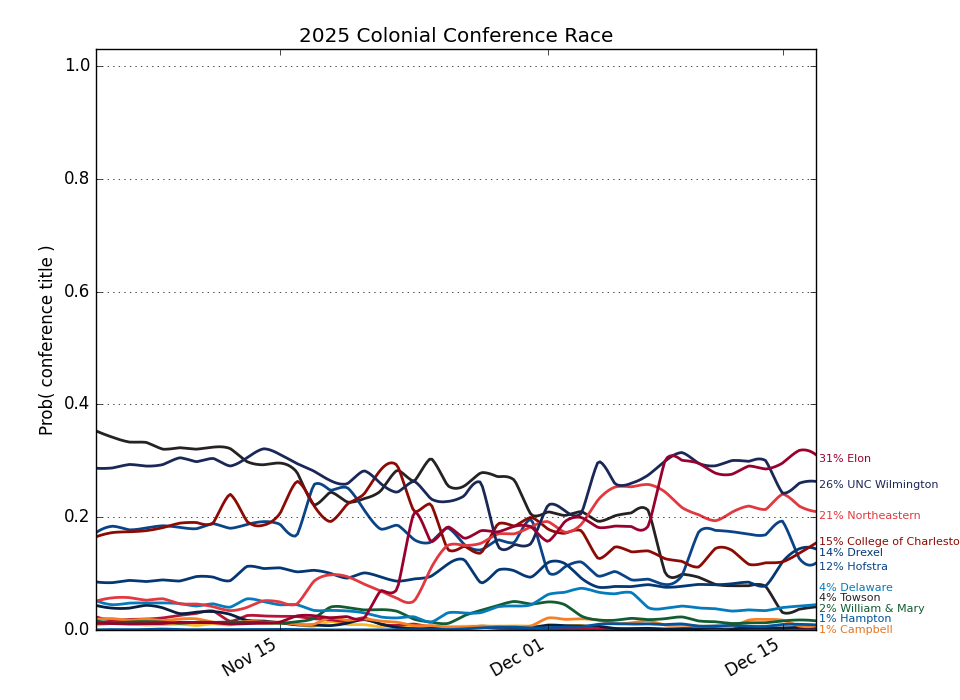 2025 Colonial Conference Race
Prob( conference title )
1.0
0.8
0.6
0.4
0.2
0.0
Nov 15
Dec 01
Dec 15
31% Elon
26% UNC Wilmington
21% Northeastern
15% College of Charlesto
14% Drexel
12% Hofstra
4% Delaware
4% Towson
2% William & Mary
1% Hampton
1% Campbell